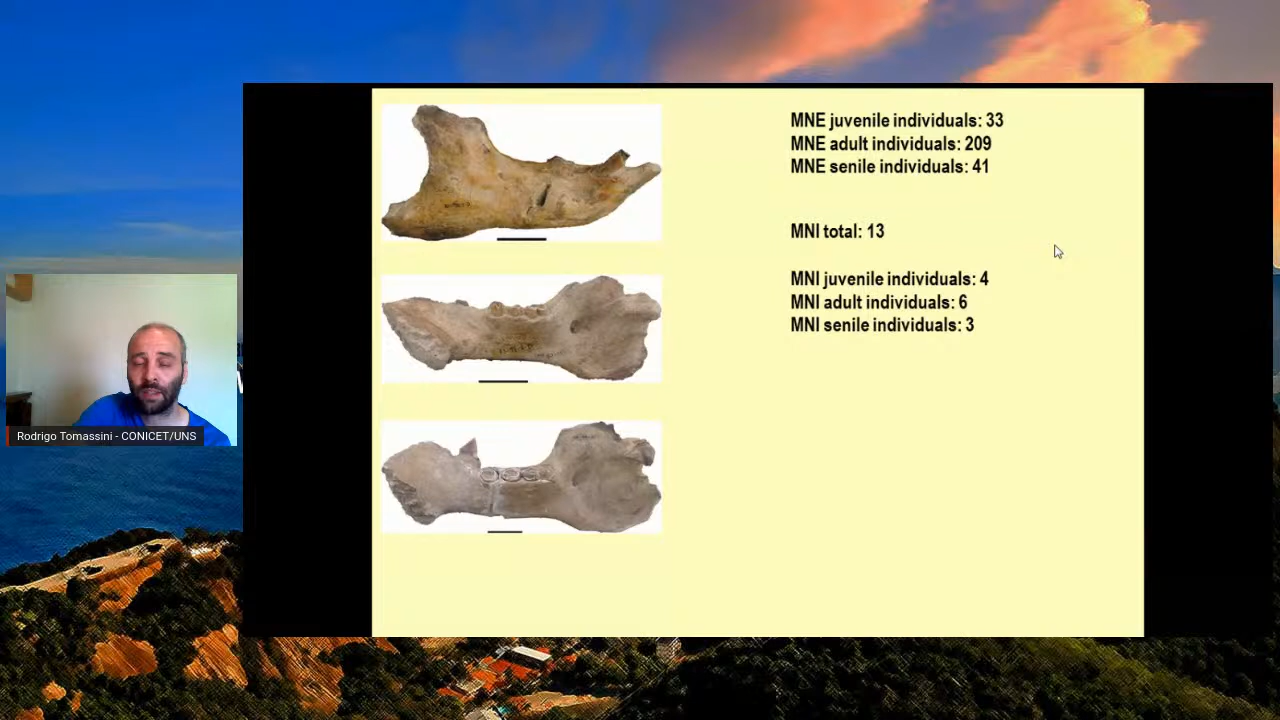 MNE juvenile individuals: 33
MNE adult individuals: 209
MNE senile individuals: 41
MNI total: 13
MNI juvenile individuals: 4
MNI adult individuals: 6
MNI senile individuals: 3
Rodrigo Tomassini - CONICET/UNS